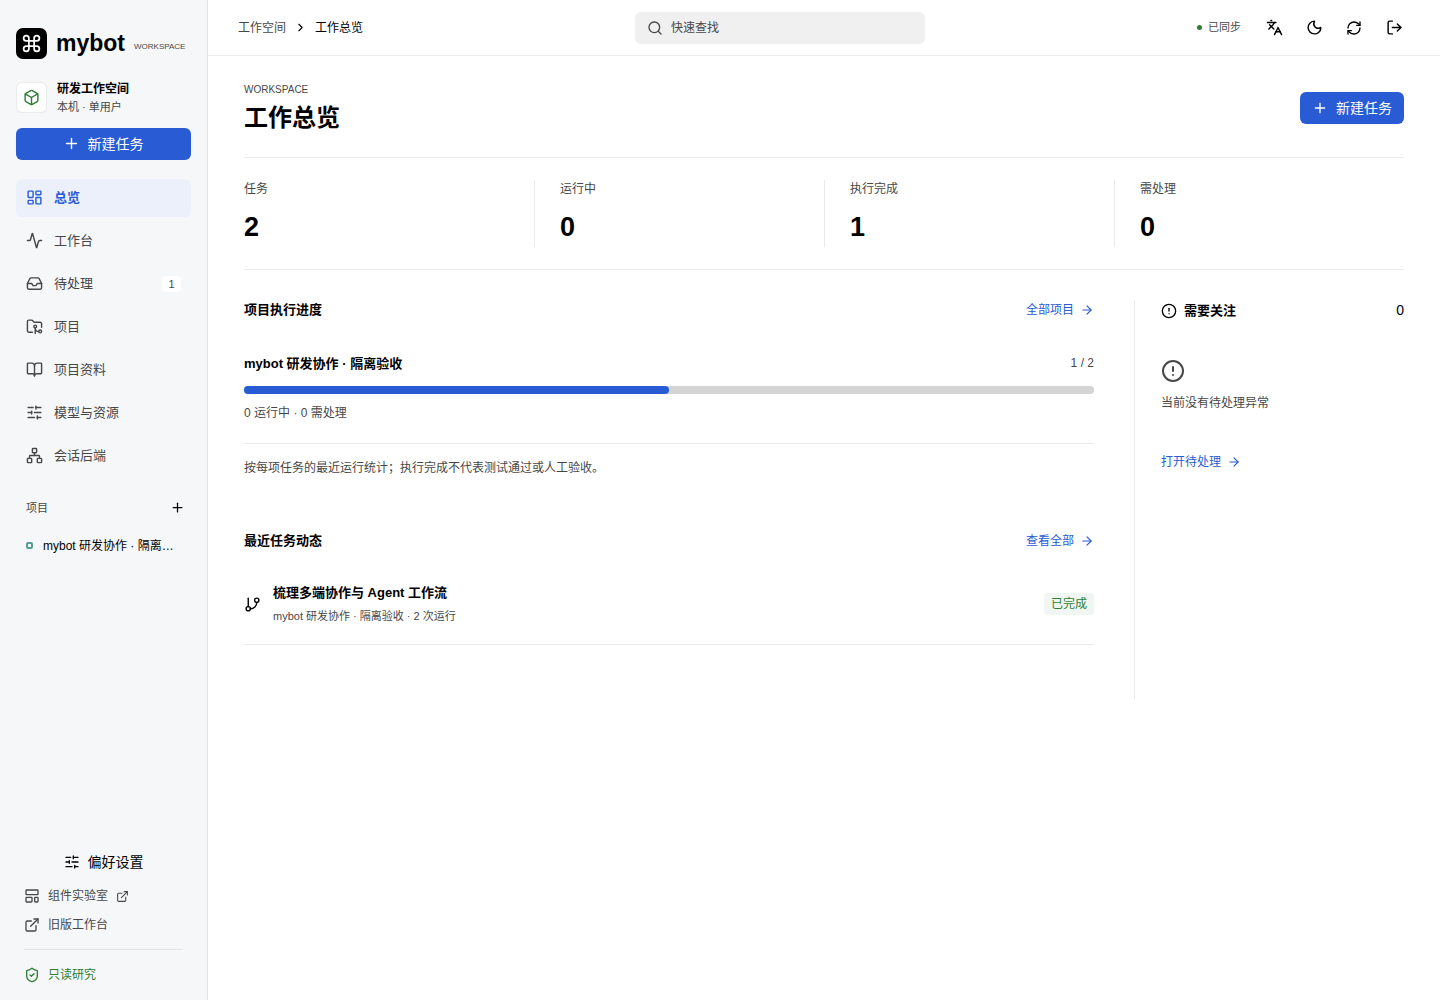 mybot WORKSPACE
研发工作空间
本机 · 单用户
新建任务
总览
工作台
待处理 1
项目
项目资料
模型与资源
会话后端
项目
mybot 研发协作 · 隔离…
偏好设置
组件实验室
旧版工作台
只读研究
工作空间 工作总览
快速查找
已同步
WORKSPACE
工作总览
新建任务
任务
2
运行中
0
执行完成
1
需处理
0
项目执行进度
全部项目
mybot 研发协作 · 隔离验收
1 / 2
0 运行中 · 0 需处理
按每项任务的最近运行统计；执行完成不代表测试通过或人工验收。
最近任务动态
查看全部
梳理多端协作与 Agent 工作流
mybot 研发协作 · 隔离验收 · 2 次运行
已完成
需要关注
0
当前没有待处理异常
打开待处理